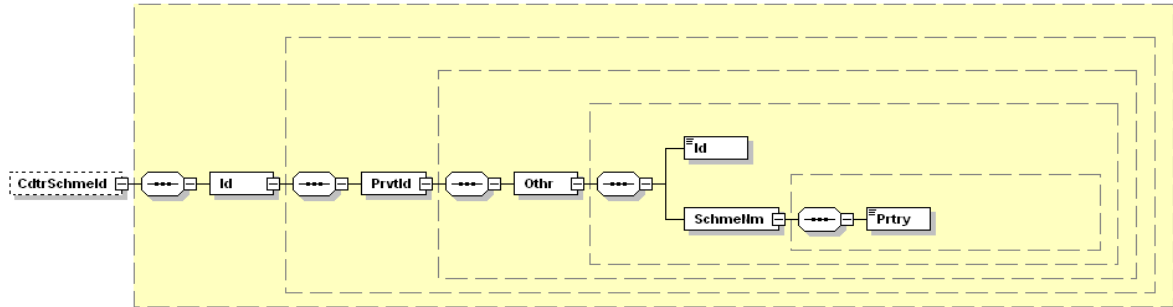 Id
CdtrSchmeId
Id
PrvtId
Othr
SchmeNm
Prtry